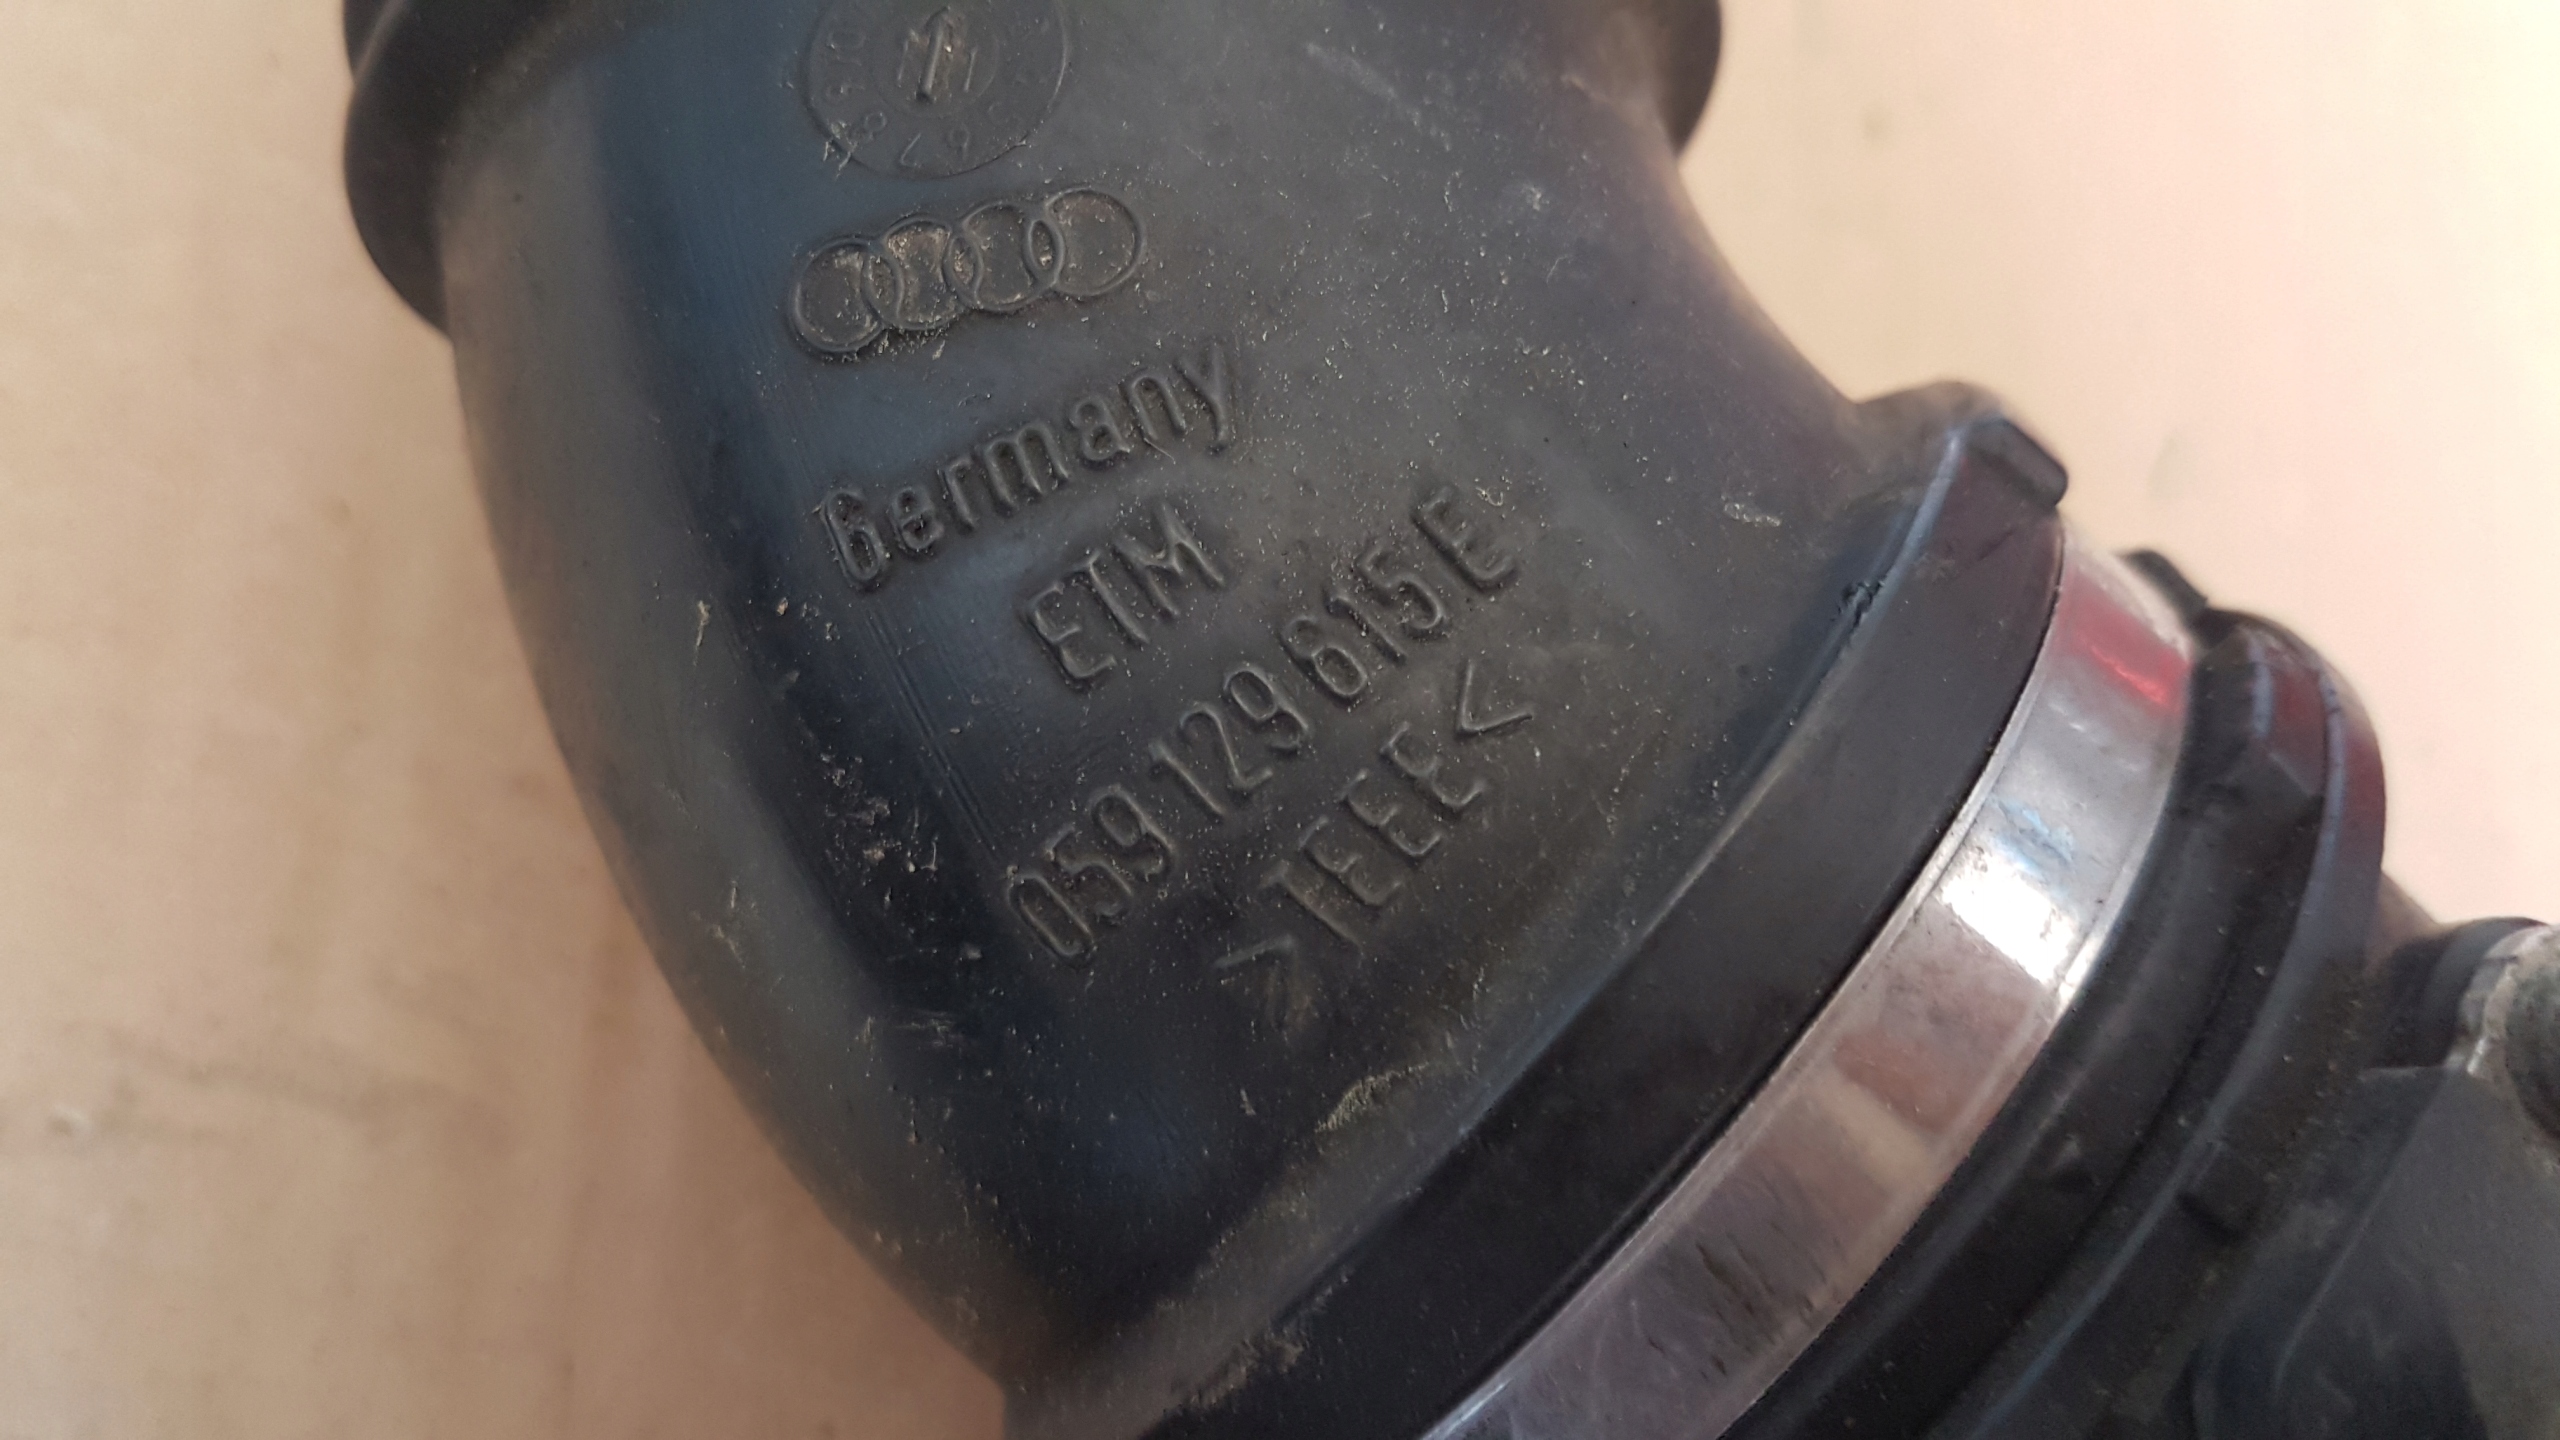 Germany
ETM
059 129 615 E
>TEEE<